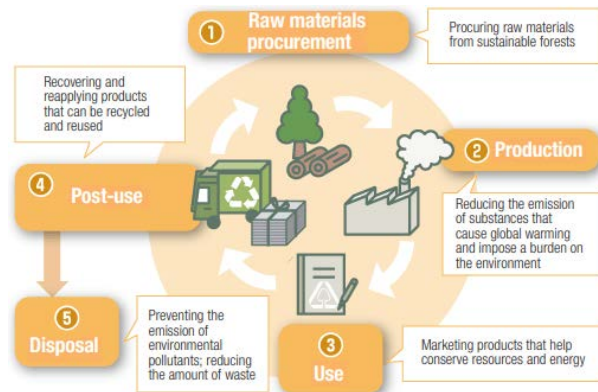 1 Raw materials
procurement
Procuring raw materials
from sustainable forests
2 Production
Reducing the emission
of substances that
cause global warming
and impose a burden on
the environment
3
Use
Marketing products that help
conserve resources and energy
4 Post-use
Recovering and
reapplying products
that can be recycled
and reused
5
Disposal
Preventing the
emission of
environmental
pollutants; reducing
the amount of waste